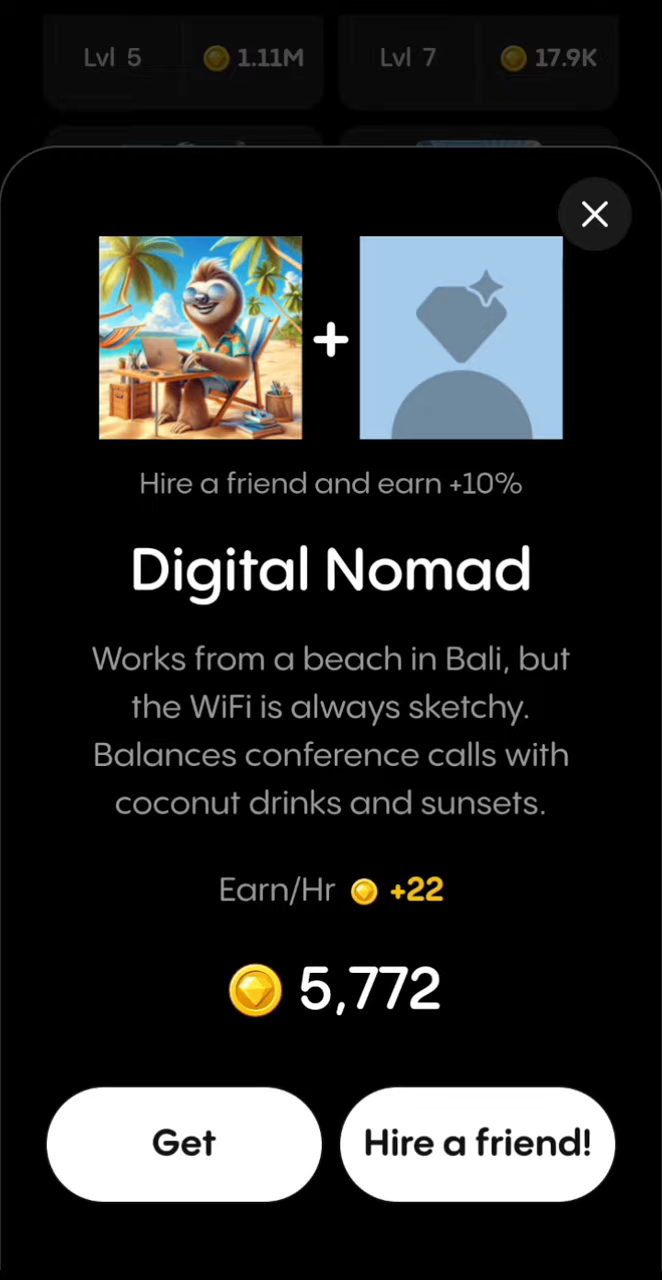 Lvl 5
1.11M
Lvl 7
17.9K
Hire a friend and earn +10%
Digital Nomad
Works from a beach in Bali, but
the WiFi is always sketchy.
Balances conference calls with
coconut drinks and sunsets.
Earn/Hr +22
5,772
Get
Hire a friend!